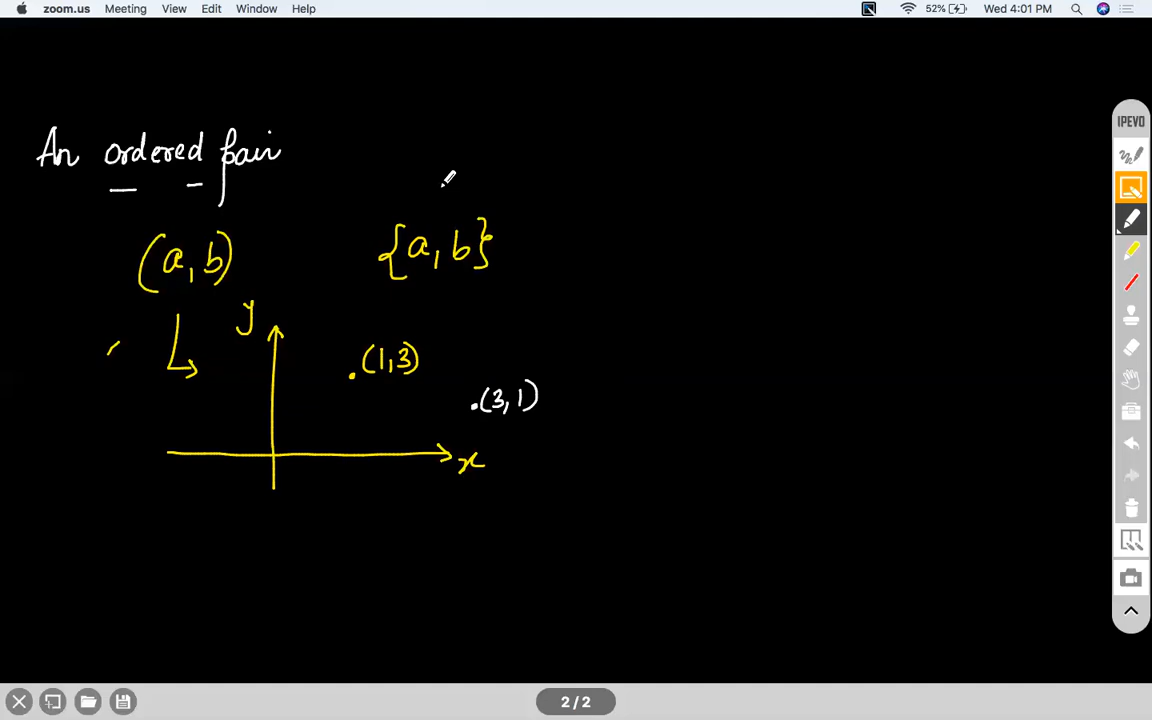 zoom.us Meeting View Edit Window Help 52% Wed 4:01 PM
IPEVO
An ordered pair
(a, b) {a, b}
y
(1,3)
(3, 1)
x
2 / 2